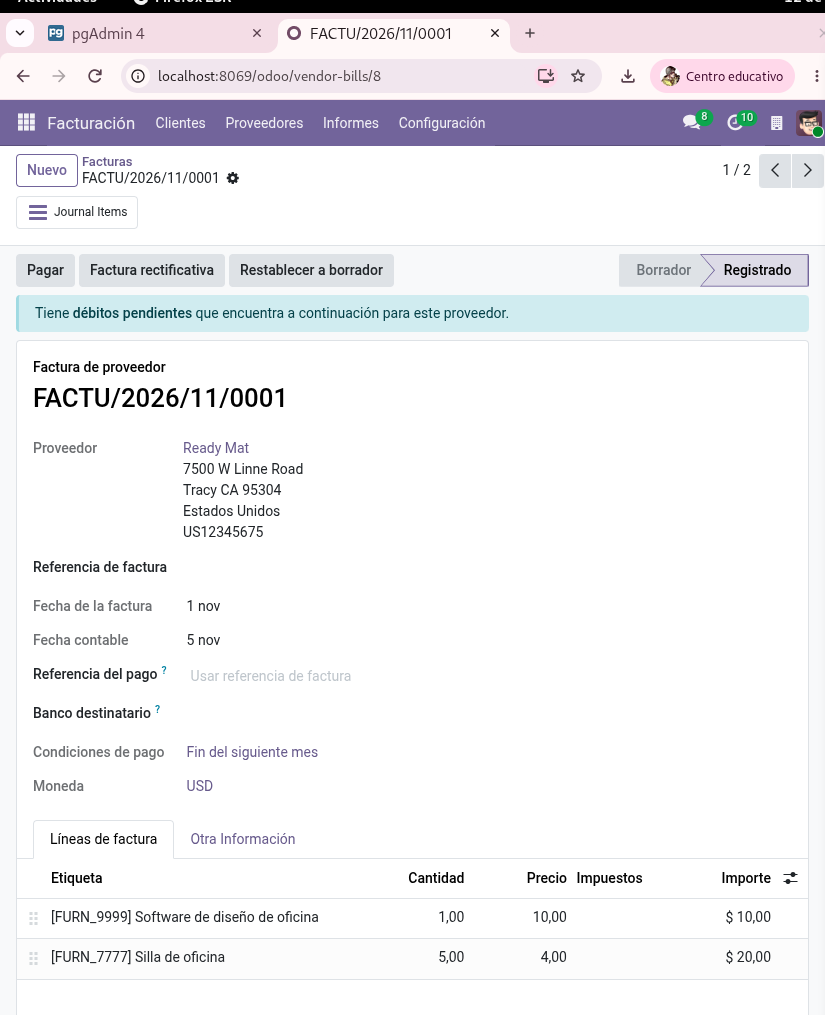 pgAdmin 4
FACTU/2026/11/0001
localhost:8069/odoo/vendor-bills/8
Centro educativo
Facturación Clientes Proveedores Informes Configuración 8 10
Nuevo
Facturas
FACTU/2026/11/0001
1 / 2
Journal Items
Pagar Factura rectificativa Restablecer a borrador Borrador Registrado
Tiene débitos pendientes que encuentra a continuación para este proveedor.
Factura de proveedor
FACTU/2026/11/0001
Proveedor Ready Mat
7500 W Linne Road
Tracy CA 95304
Estados Unidos
US12345675
Referencia de factura
Fecha de la factura 1 nov
Fecha contable 5 nov
Referencia del pago ? Usar referencia de factura
Banco destinatario ?
Condiciones de pago Fin del siguiente mes
Moneda USD
Líneas de factura Otra Información
Etiqueta Cantidad Precio Impuestos Importe
[FURN_9999] Software de diseño de oficina 1,00 10,00 $ 10,00
[FURN_7777] Silla de oficina 5,00 4,00 $ 20,00